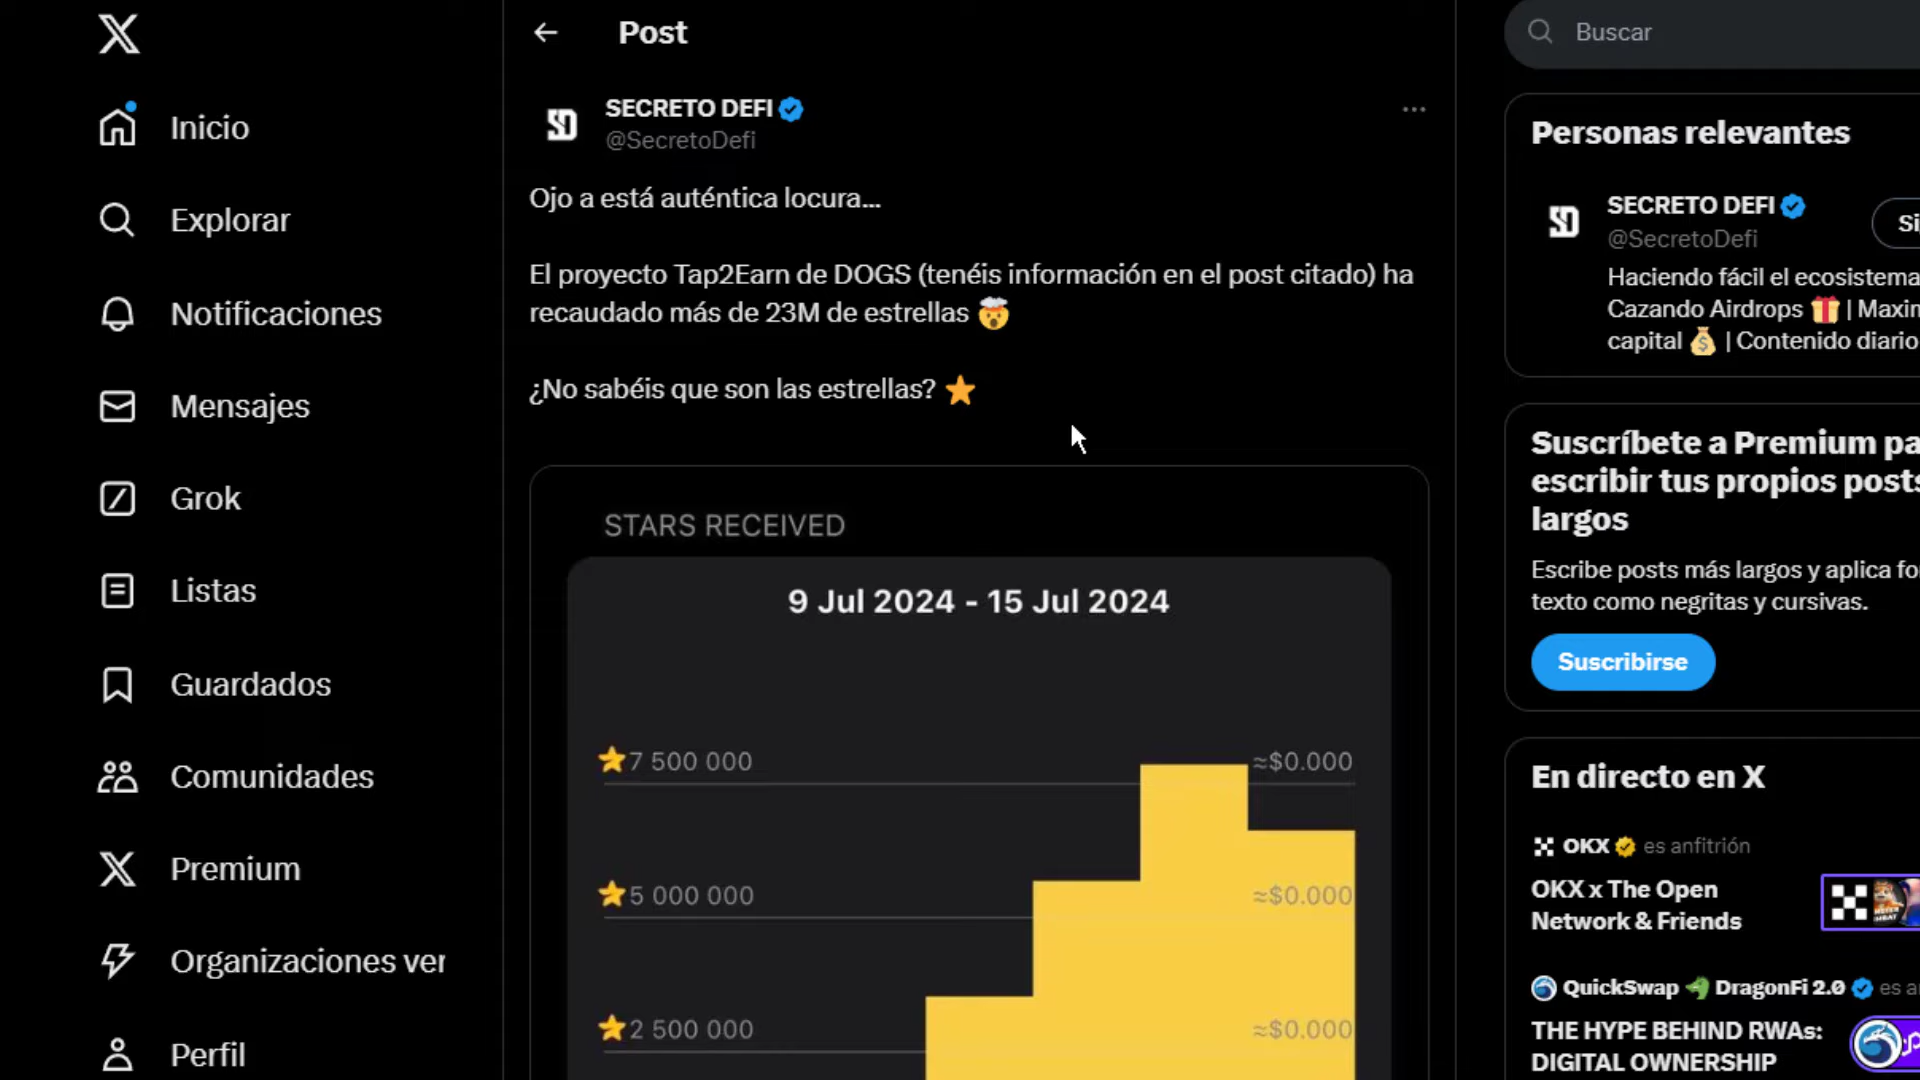 Inicio
Explorar
Notificaciones
Mensajes
Grok
Listas
Guardados
Comunidades
Premium
Organizaciones ver
Perfil
Post
SECRETO DEFI
@SecretoDefi
Ojo a está auténtica locura...
El proyecto Tap2Earn de DOGS (tenéis información en el post citado) ha
recaudado más de 23M de estrellas 🤯
¿No sabéis que son las estrellas? ⭐
STARS RECEIVED
9 Jul 2024 - 15 Jul 2024
⭐7 500 000 ≈$0.000
⭐5 000 000 ≈$0.000
⭐2 500 000 ≈$0.000
Buscar
Personas relevantes
SECRETO DEFI
@SecretoDefi
Si
Haciendo fácil el ecosistema
Cazando Airdrops 🎁 | Maxim
capital 💰 | Contenido diario
Suscríbete a Premium pa
escribir tus propios posts
largos
Escribe posts más largos y aplica fo
texto como negritas y cursivas.
Suscribirse
En directo en X
OKX es anfitrión
OKX x The Open
Network & Friends
QuickSwap 🐲 DragonFi 2.0 es a
THE HYPE BEHIND RWAs:
DIGITAL OWNERSHIP